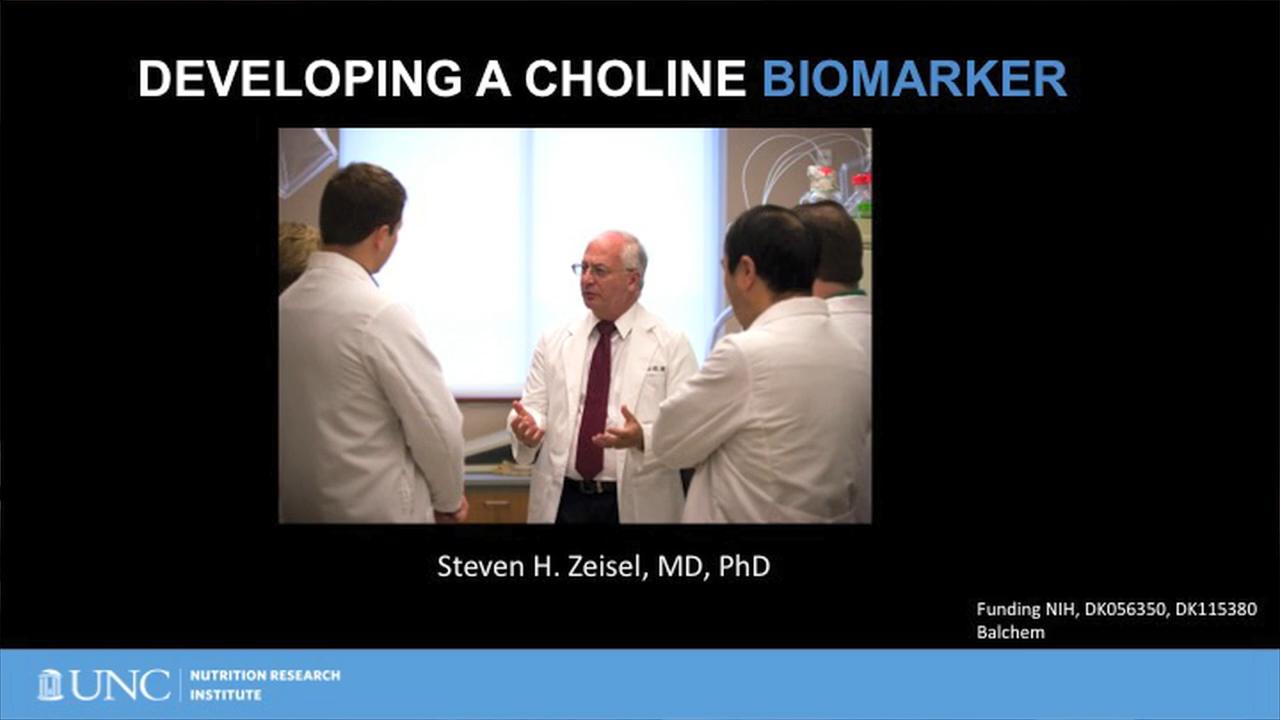 DEVELOPING A CHOLINE BIOMARKER
Steven H. Zeisel, MD, PhD
Funding NIH, DK056350, DK115380
Balchem
UNC
NUTRITION RESEARCH
INSTITUTE